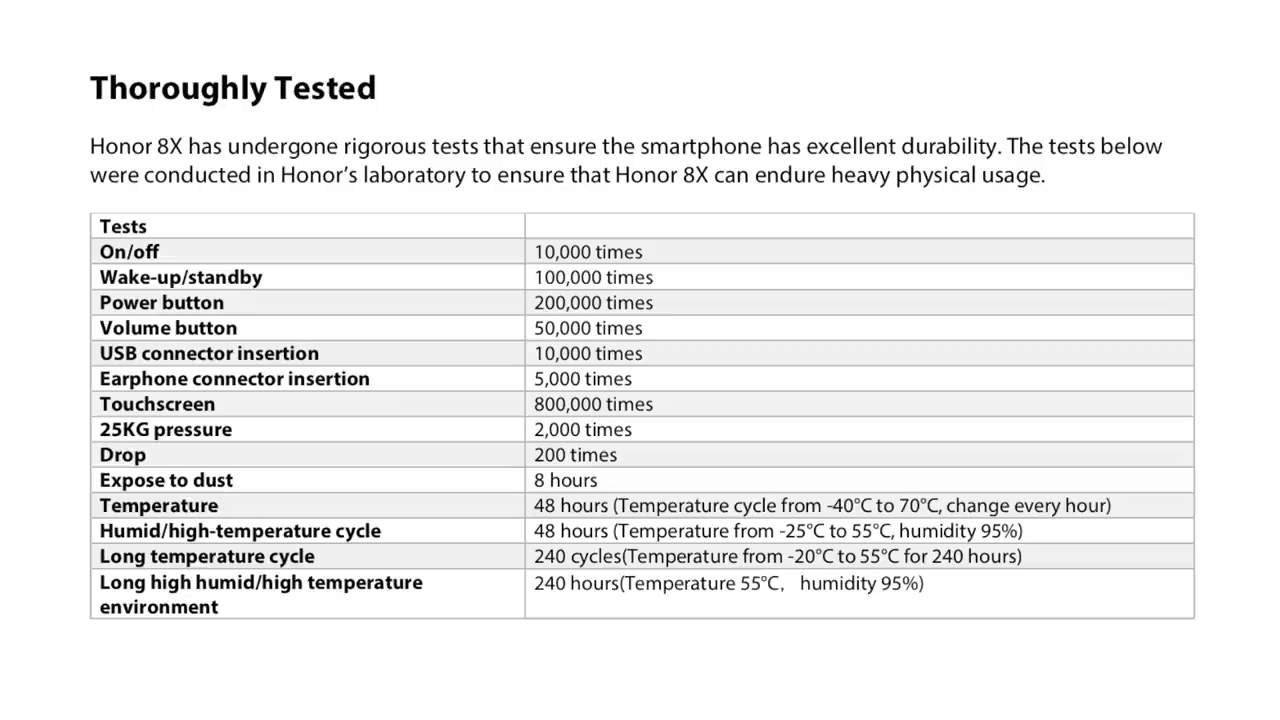 Thoroughly Tested
Honor 8X has undergone rigorous tests that ensure the smartphone has excellent durability. The tests below
were conducted in Honor’s laboratory to ensure that Honor 8X can endure heavy physical usage.
Tests
On/off 10,000 times
Wake-up/standby 100,000 times
Power button 200,000 times
Volume button 50,000 times
USB connector insertion 10,000 times
Earphone connector insertion 5,000 times
Touchscreen 800,000 times
25KG pressure 2,000 times
Drop 200 times
Expose to dust 8 hours
Temperature 48 hours (Temperature cycle from -40°C to 70°C, change every hour)
Humid/high-temperature cycle 48 hours (Temperature from -25°C to 55°C, humidity 95%)
Long temperature cycle 240 cycles(Temperature from -20°C to 55°C for 240 hours)
Long high humid/high temperature 240 hours(Temperature 55°C, humidity 95%)
environment